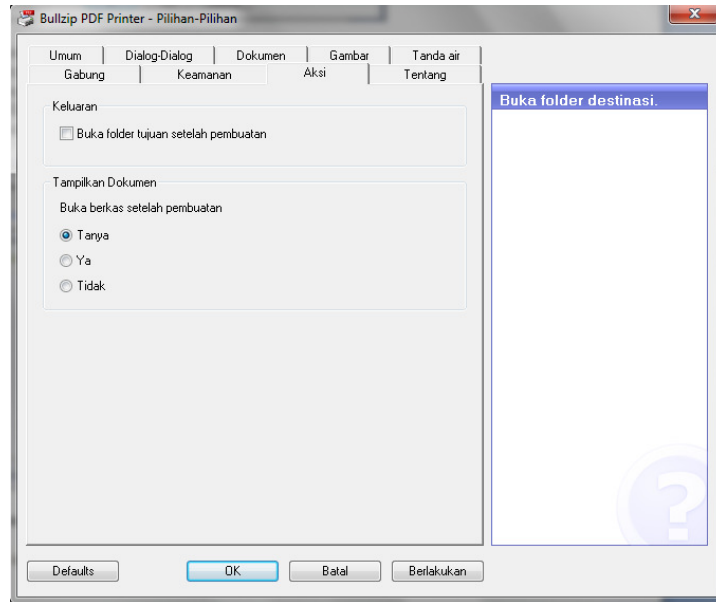 Bullzip PDF Printer - Pilihan-Pilihan
Umum Dialog-Dialog Dokumen Gambar Tanda air
Gabung Keamanan Aksi Tentang
Keluaran
Buka folder tujuan setelah pembuatan
Tampilkan Dokumen
Buka berkas setelah pembuatan
Tanya
Ya
Tidak
Buka folder destinasi.
Defaults OK Batal Berlakukan